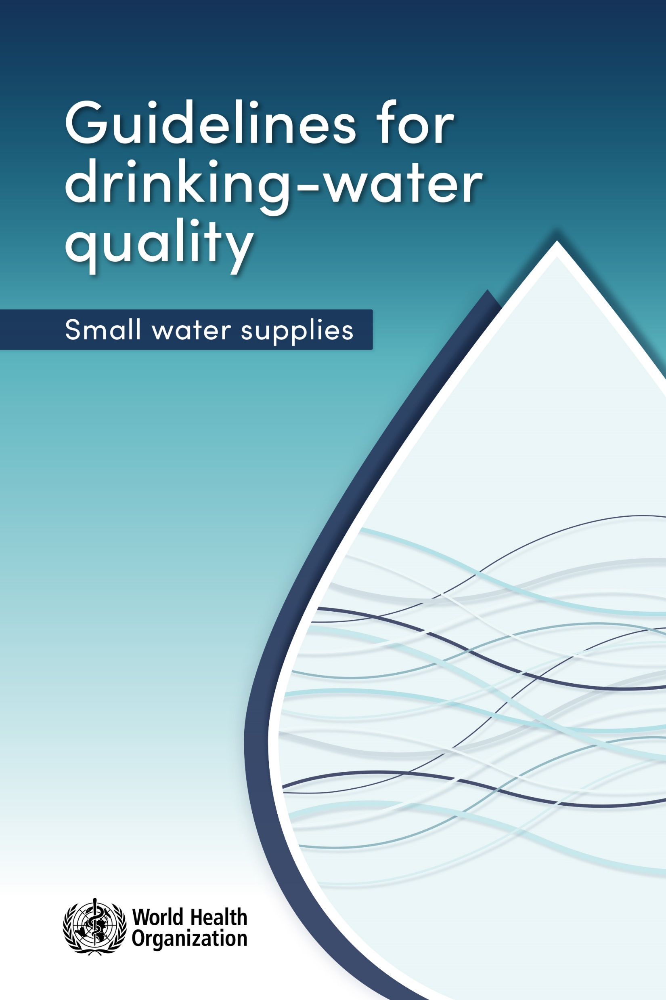 Guidelines for
drinking-water
quality
Small water supplies
World Health
Organization